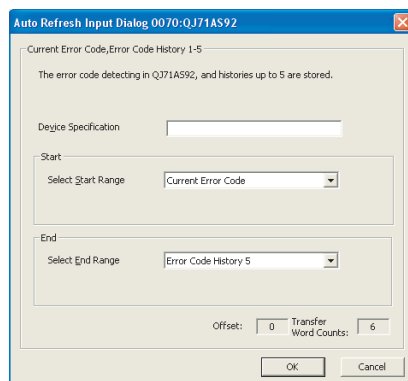 Auto Refresh Input Dialog 0070:QJ71AS92
Current Error Code,Error Code History 1-5
The error code detecting in QJ71AS92, and histories up to 5 are stored.
Device Specification
Start
Select Start Range Current Error Code
End
Select End Range Error Code History 5
Offset: 0 Transfer Word Counts: 6
OK Cancel